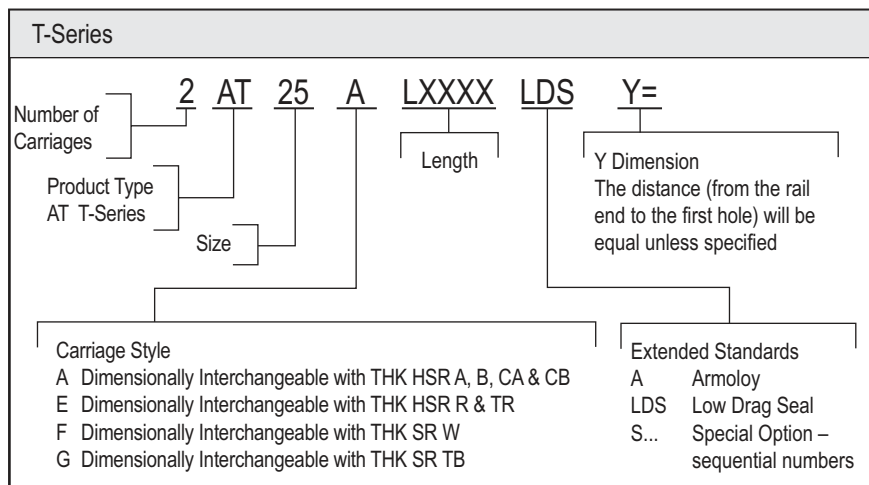 T-Series
2 AT 25 A LXXXX LDS Y=
Number of
Carriages
Product Type
AT T-Series
Size
Length
Y Dimension
The distance (from the rail
end to the first hole) will be
equal unless specified
Carriage Style
A Dimensionally Interchangeable with THK HSR A, B, CA & CB
E Dimensionally Interchangeable with THK HSR R & TR
F Dimensionally Interchangeable with THK SR W
G Dimensionally Interchangeable with THK SR TB
Extended Standards
A Armoloy
LDS Low Drag Seal
S... Special Option –
sequential numbers